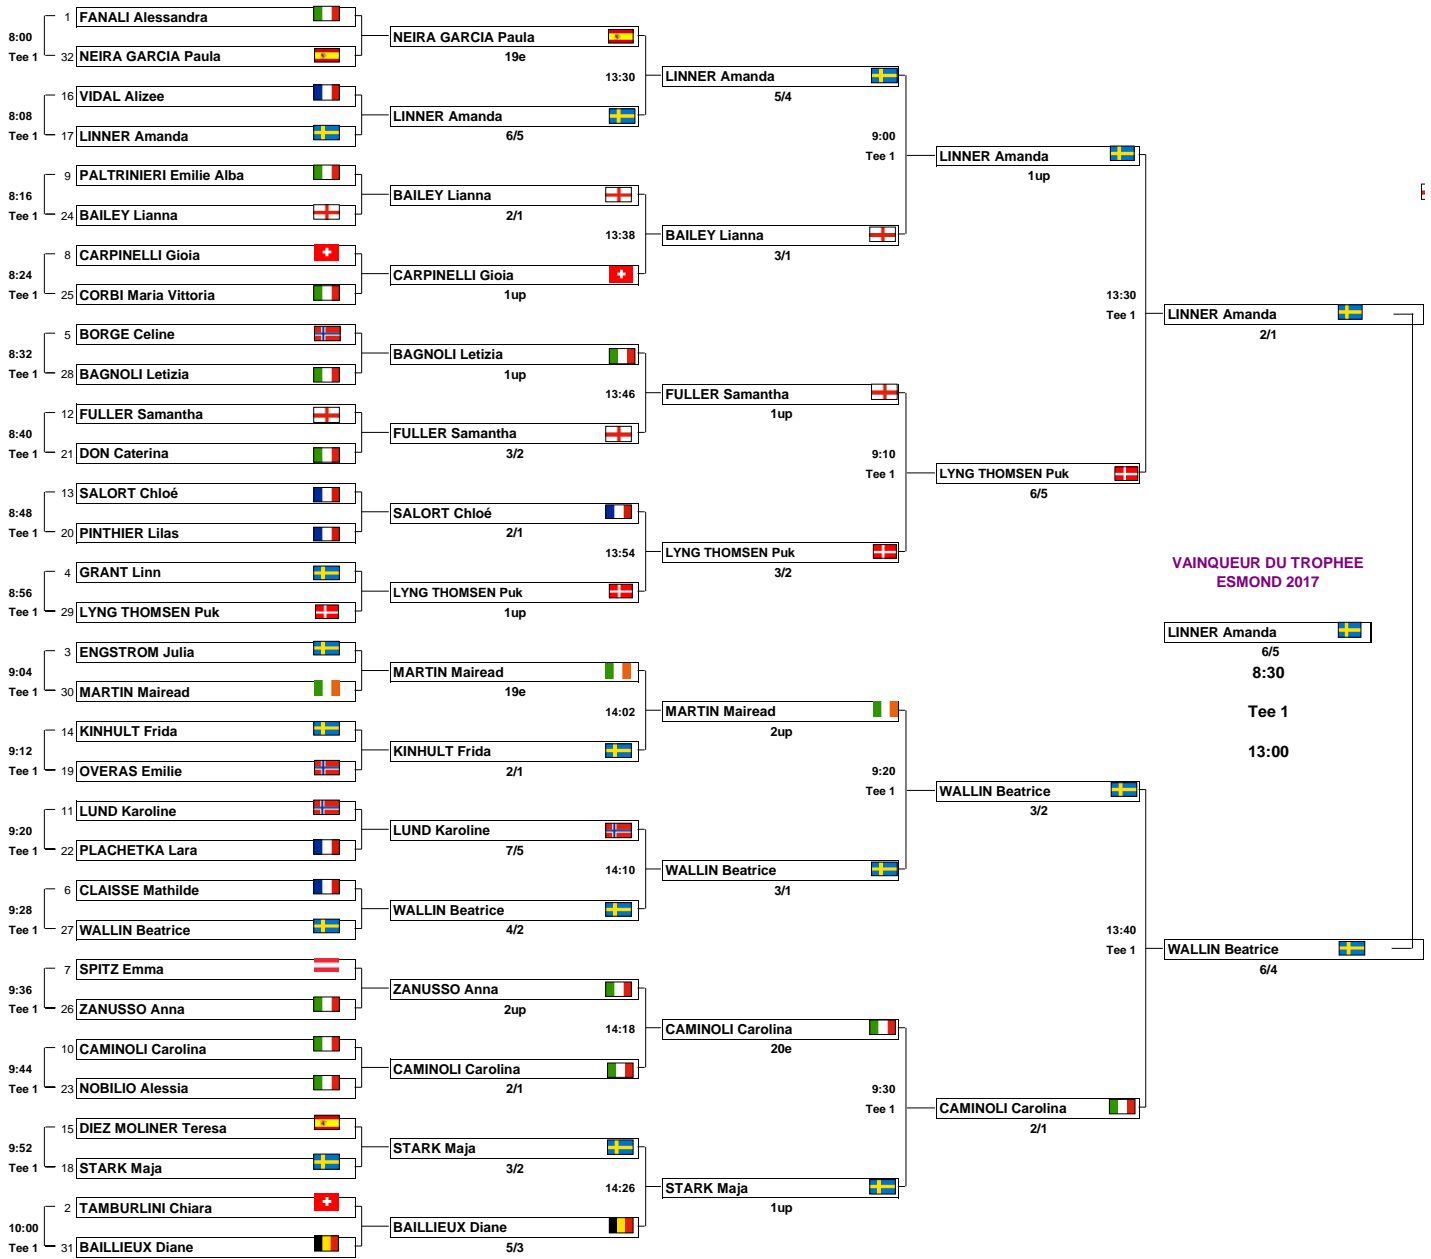 1 FANALI Alessandra
8:00
Tee 1
32 NEIRA GARCIA Paula
16 VIDAL Alizee
8:08
Tee 1
17 LINNER Amanda
9 PALTRINIERI Emilie Alba
8:16
Tee 1
24 BAILEY Lianna
8 CARPINELLI Gioia
8:24
Tee 1
25 CORBI Maria Vittoria
5 BORGE Celine
8:32
Tee 1
28 BAGNOLI Letizia
12 FULLER Samantha
8:40
Tee 1
21 DON Caterina
13 SALORT Chloé
8:48
Tee 1
20 PINTHIER Lilas
4 GRANT Linn
8:56
Tee 1
29 LYNG THOMSEN Puk
3 ENGSTROM Julia
9:04
Tee 1
30 MARTIN Mairead
14 KINHULT Frida
9:12
Tee 1
19 OVERAS Emilie
11 LUND Karoline
9:20
Tee 1
22 PLACHETKA Lara
6 CLAISSE Mathilde
9:28
Tee 1
27 WALLIN Beatrice
7 SPITZ Emma
9:36
Tee 1
26 ZANUSSO Anna
10 CAMINOLI Carolina
9:44
Tee 1
23 NOBILIO Alessia
15 DIEZ MOLINER Teresa
9:52
Tee 1
18 STARK Maja
2 TAMBURLINI Chiara
10:00
Tee 1
31 BAILLIEUX Diane
NEIRA GARCIA Paula
19e
13:30
LINNER Amanda
6/5
BAILEY Lianna
2/1
13:38
CARPINELLI Gioia
1up
BAGNOLI Letizia
1up
13:46
FULLER Samantha
3/2
SALORT Chloé
2/1
13:54
LYNG THOMSEN Puk
1up
MARTIN Mairead
19e
14:02
KINHULT Frida
2/1
LUND Karoline
7/5
14:10
WALLIN Beatrice
4/2
ZANUSSO Anna
2up
14:18
CAMINOLI Carolina
2/1
STARK Maja
3/2
14:26
BAILLIEUX Diane
5/3
LINNER Amanda
5/4
9:00
Tee 1
BAILEY Lianna
3/1
FULLER Samantha
1up
9:10
Tee 1
LYNG THOMSEN Puk
3/2
MARTIN Mairead
2up
9:20
Tee 1
WALLIN Beatrice
3/1
CAMINOLI Carolina
20e
9:30
Tee 1
STARK Maja
1up
LINNER Amanda
1up
13:30
Tee 1
LYNG THOMSEN Puk
6/5
WALLIN Beatrice
3/2
13:40
Tee 1
CAMINOLI Carolina
2/1
LINNER Amanda
2/1
VAINQUEUR DU TROPHEE
ESMOND 2017
LINNER Amanda
6/5
8:30
Tee 1
13:00
WALLIN Beatrice
6/4